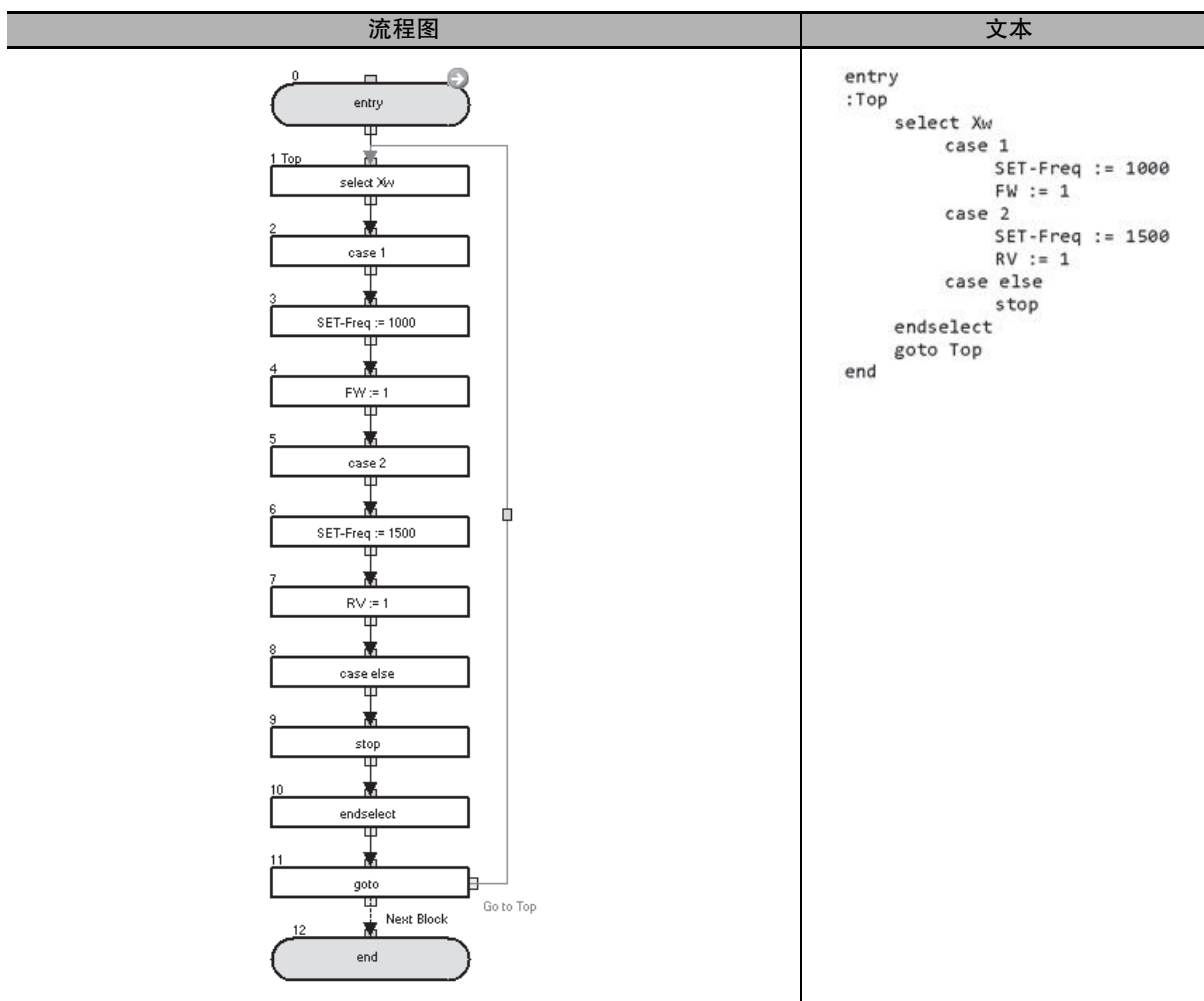 流程图
文本
0
entry
1 Top
select Xw
2
case 1
3
SET-Freq := 1000
4
FW := 1
5
case 2
6
SET-Freq := 1500
7
RV := 1
8
case else
9
stop
10
endselect
11
goto
Go to Top
Next Block
12
end
entry
:Top
select Xw
case 1
SET-Freq := 1000
FW := 1
case 2
SET-Freq := 1500
RV := 1
case else
stop
endselect
goto Top
end